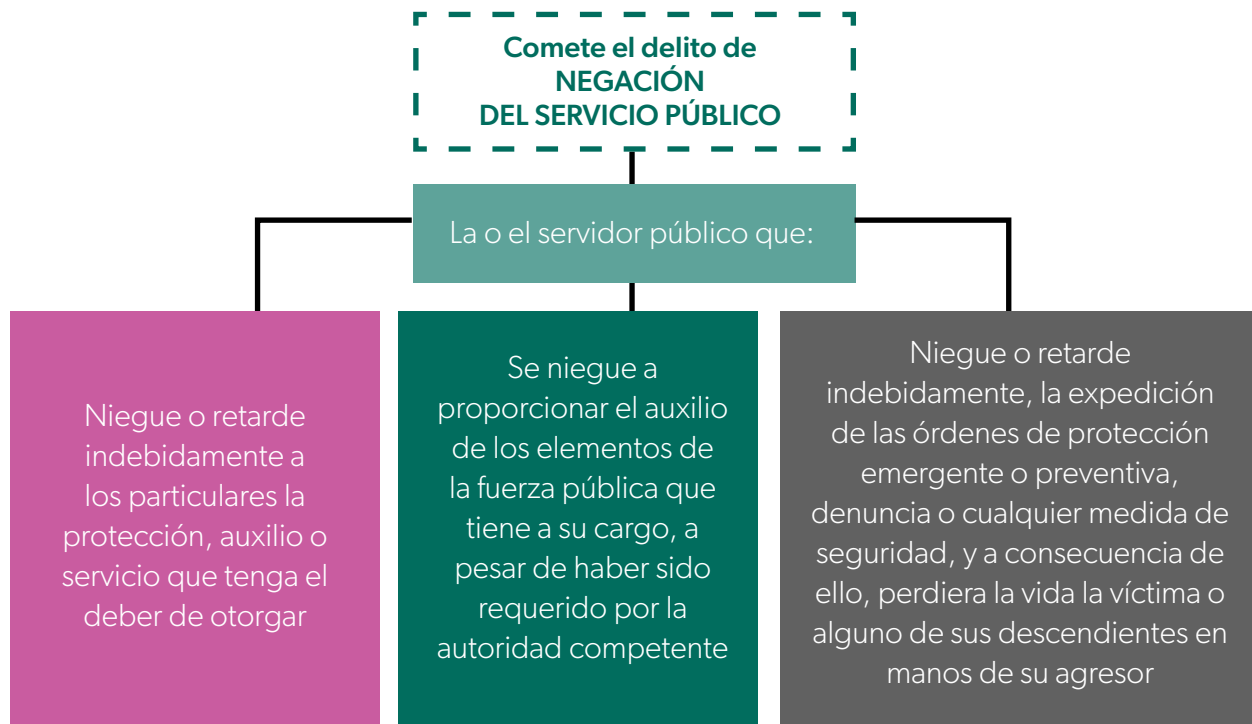 Comete el delito de
NEGACIÓN
DEL SERVICIO PÚBLICO
La o el servidor público que:
Niegue o retarde
indebidamente a
los particulares la
protección, auxilio o
servicio que tenga el
deber de otorgar
Se niegue a
proporcionar el auxilio
de los elementos de
la fuerza pública que
tiene a su cargo, a
pesar de haber sido
requerido por la
autoridad competente
Niegue o retarde
indebidamente, la expedición
de las órdenes de protección
emergente o preventiva,
denuncia o cualquier medida de
seguridad, y a consecuencia de
ello, perdiera la vida la víctima o
alguno de sus descendientes en
manos de su agresor